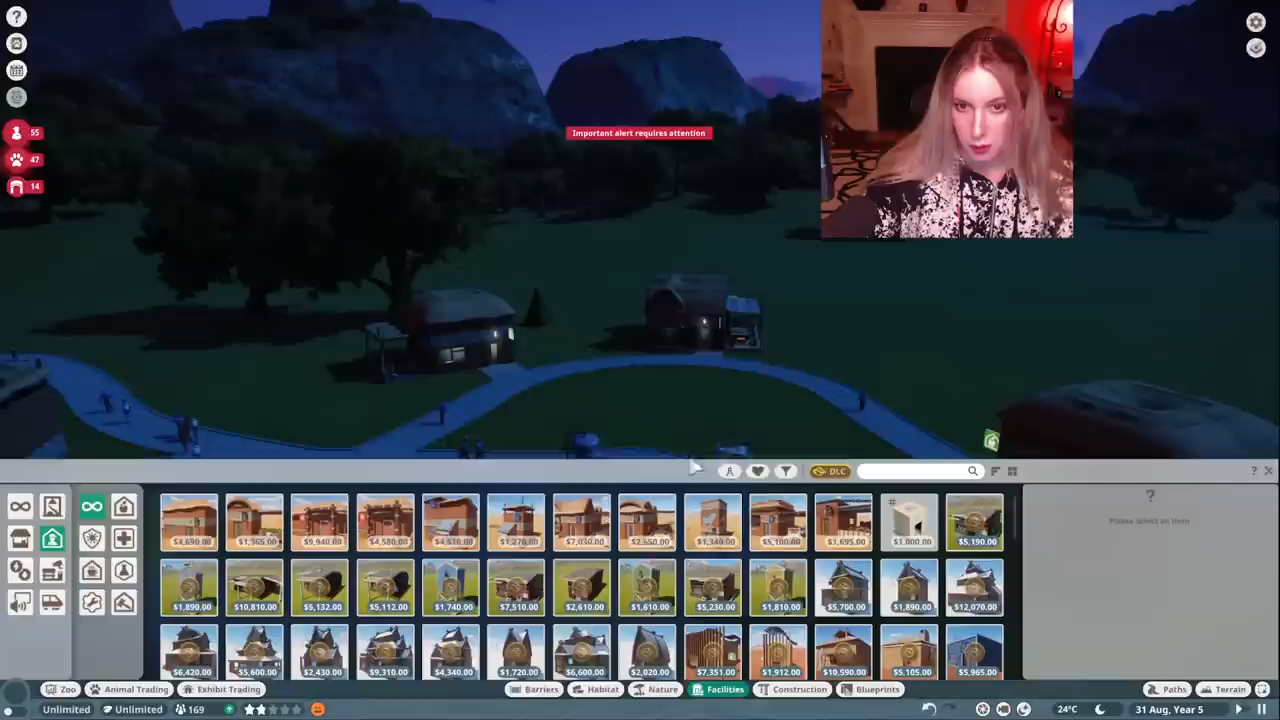 ?
55
47
14
Important alert requires attention
DLC
? ×
?
Please select an item
$4,690.00 $1,365.00 $9,940.00 $4,580.00 $4,630.00 $1,270.00 $7,030.00 $2,650.00 $1,340.00 $5,100.00 $1,695.00 $1,000.00 $5,190.00
$1,890.00 $10,810.00 $5,132.00 $5,112.00 $1,740.00 $7,510.00 $2,610.00 $1,610.00 $5,230.00 $1,810.00 $5,700.00 $1,890.00 $12,070.00
$6,420.00 $5,600.00 $2,430.00 $9,310.00 $4,340.00 $1,720.00 $6,600.00 $2,020.00 $7,351.00 $1,912.00 $10,590.00 $5,105.00 $5,965.00
Zoo Animal Trading Exhibit Trading Barriers Habitat Nature Facilities Construction Blueprints Paths Terrain
Unlimited Unlimited 169 24°C 31 Aug, Year 5